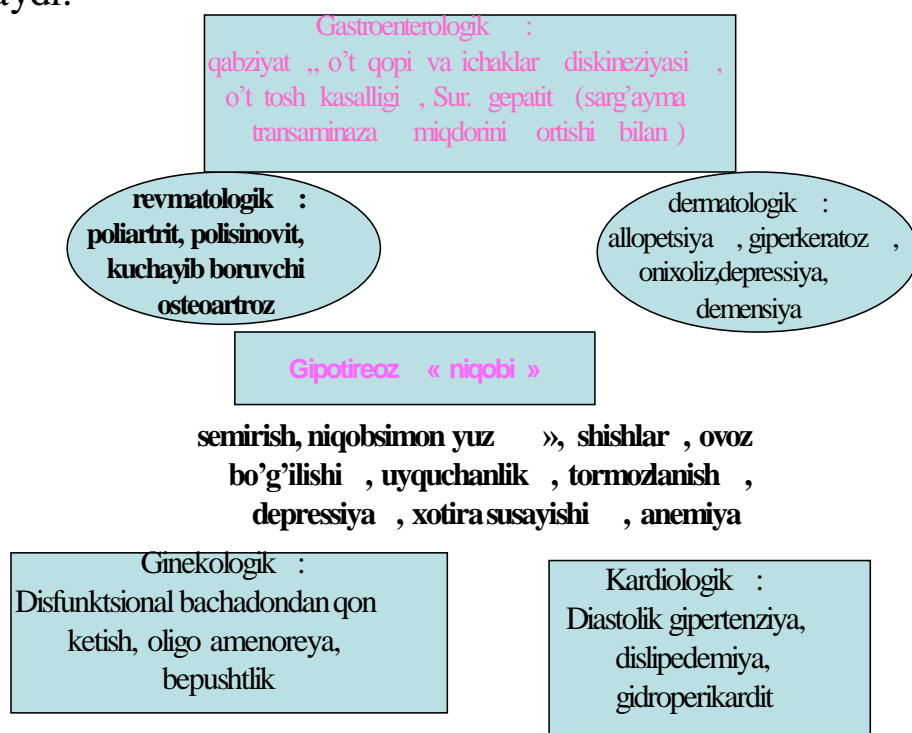 Gastroenterologik :
qabziyat ,, o't qopi va ichaklar diskineziyasi ,
o't tosh kasalligi , Sur. gepatit (sarg'ayma
transaminaza miqdorini ortishi bilan )
revmatologik :
poliartrit, polisinovit,
kuchayib boruvchi
osteoartroz
dermatologik :
allopetsiya , giperkeratoz ,
onixoliz,depressiya,
demensiya
Gipotireoz « niqobi »
semirish, niqobsimon yuz », shishlar , ovoz
bo'g'ilishi , uyquchanlik , tormozlanish ,
depressiya , xotira susayishi , anemiya
Ginekologik :
Disfunktsional bachadondan qon
ketish, oligo amenoreya,
bepushtlik
Kardiologik :
Diastolik gipertenziya,
dislipedemiya,
gidroperikardit